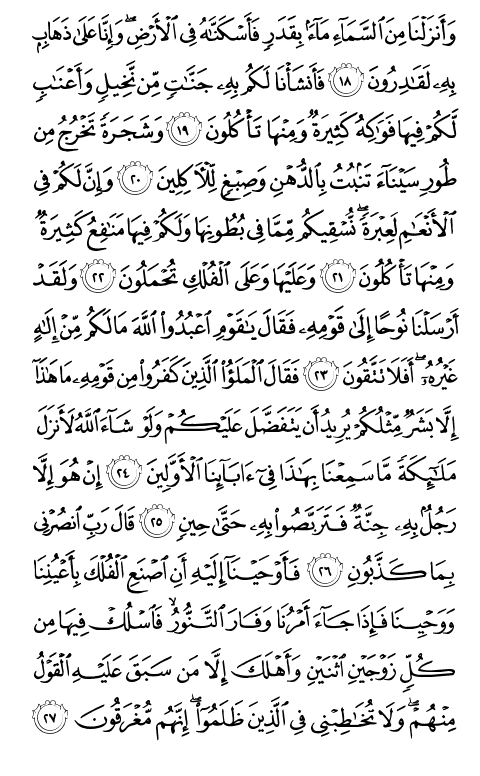 وَأَنزَلْنَا مِنَ ٱلسَّمَآءِ مَآءًۢ بِقَدَرٍ فَأَسْكَنَّٰهُ فِى ٱلْأَرْضِ ۖ وَإِنَّا عَلَىٰ ذَهَابٍۭ
بِهِۦ لَقَٰدِرُونَ ١٨ فَأَنشَأْنَا لَكُم بِهِۦ جَنَّٰتٍ مِّن نَّخِيلٍ وَأَعْنَٰبٍ
لَّكُمْ فِيهَا فَوَٰكِهُ كَثِيرَةٌ وَمِنْهَا تَأْكُلُونَ ١٩ وَشَجَرَةً تَخْرُجُ مِن
طُورِ سَيْنَآءَ تَنۢبُتُ بِٱلدُّهْنِ وَصِبْغٍ لِّلْءَاكِلِينَ ٢٠ وَإِنَّ لَكُمْ فِى
ٱلْأَنْعَٰمِ لَعِبْرَةً ۖ نُّسْقِيكُم مِّمَّا فِى بُطُونِهَا وَلَكُمْ فِيهَا مَنَٰفِعُ كَثِيرَةٌ
وَمِنْهَا تَأْكُلُونَ ٢١ وَعَلَيْهَا وَعَلَى ٱلْفُلْكِ تُحْمَلُونَ ٢٢ وَلَقَدْ
أَرْسَلْنَا نُوحًا إِلَىٰ قَوْمِهِۦ فَقَالَ يَٰقَوْمِ ٱعْبُدُوا۟ ٱللَّهَ مَا لَكُم مِّنْ إِلَٰهٍ
غَيْرُهُۥٓ ۖ أَفَلَا تَتَّقُونَ ٢٣ فَقَالَ ٱلْمَلَؤُا۟ ٱلَّذِينَ كَفَرُوا۟ مِن قَوْمِهِۦ مَا هَٰذَآ
إِلَّا بَشَرٌ مِّثْلُكُمْ يُرِيدُ أَن يَتَفَضَّلَ عَلَيْكُمْ وَلَوْ شَآءَ ٱللَّهُ لَأَنزَلَ
مَلَٰٓئِكَةً مَّا سَمِعْنَا بِهَٰذَا فِىٓ ءَابَآئِنَا ٱلْأَوَّلِينَ ٢٤ إِنْ هُوَ إِلَّا
رَجُلٌۢ بِهِۦ جِنَّةٌ فَتَرَبَّصُوا۟ بِهِۦ حَتَّىٰ حِينٍ ٢٥ قَالَ رَبِّ ٱنصُرْنِى
بِمَا كَذَّبُونِ ٢٦ فَأَوْحَيْنَآ إِلَيْهِ أَنِ ٱصْنَعِ ٱلْفُلْكَ بِأَعْيُنِنَا
وَوَحْيِنَا فَإِذَا جَآءَ أَمْرُنَا وَفَارَ ٱلتَّنُّورُ ۙ فَٱسْلُكْ فِيهَا مِن
كُلٍّ زَوْجَيْنِ ٱثْنَيْنِ وَأَهْلَكَ إِلَّا مَن سَبَقَ عَلَيْهِ ٱلْقَوْلُ
مِنْهُمْ ۖ وَلَا تُخَٰطِبْنِى فِى ٱلَّذِينَ ظَلَمُوٓا۟ ۖ إِنَّهُم مُّغْرَقُونَ ٢٧